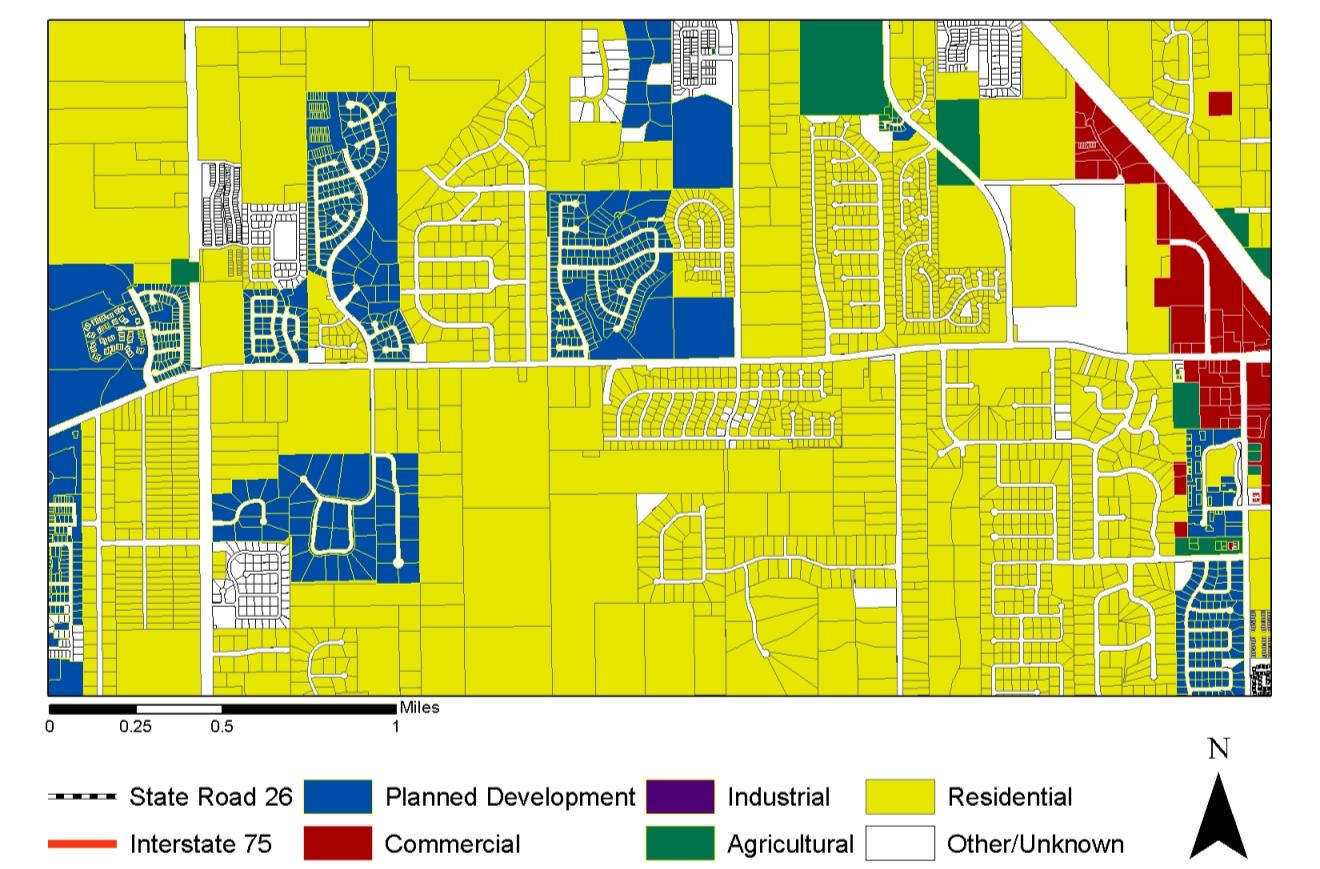 Miles
0 0.25 0.5 1
N
State Road 26 Planned Development Industrial Residential
Interstate 75 Commercial Agricultural Other/Unknown